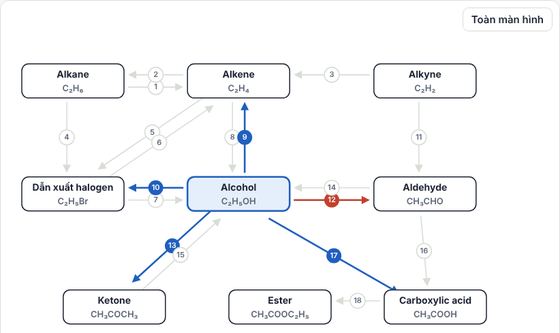 Toàn màn hình
Alkane
C₂H₆
2
1
Alkene
C₂H₄
3
Alkyne
C₂H₂
4
5
6
8
9
11
Dẫn xuất halogen
C₂H₅Br
10
7
Alcohol
C₂H₅OH
14
12
Aldehyde
CH₃CHO
13
15
17
16
Ketone
CH₃COCH₃
Ester
CH₃COOC₂H₅
18
Carboxylic acid
CH₃COOH